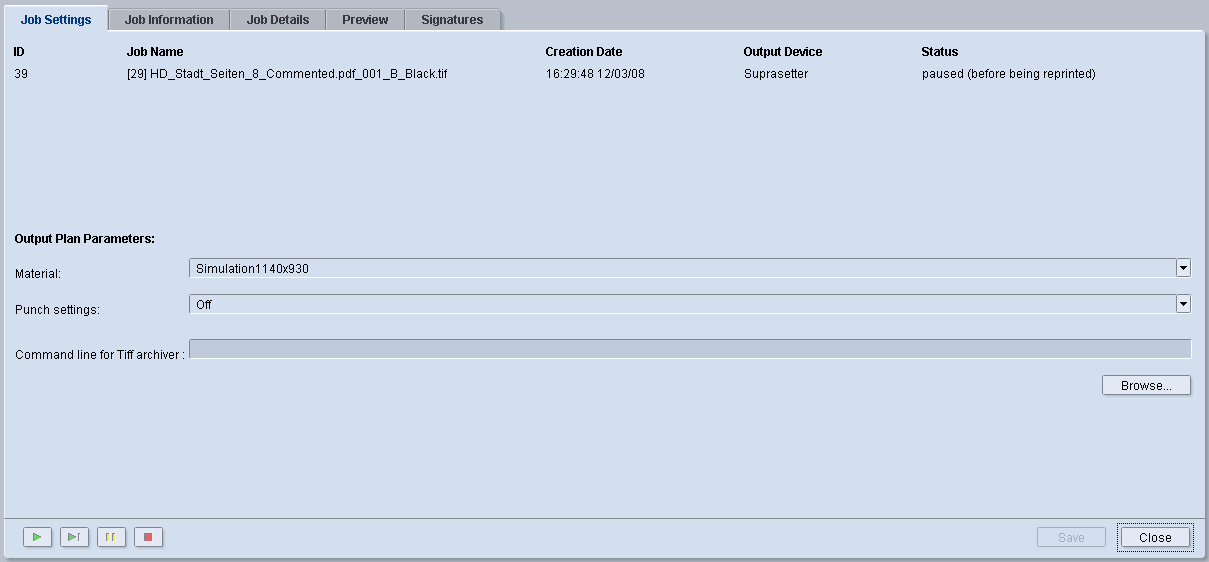 Job Settings Job Information Job Details Preview Signatures
ID Job Name Creation Date Output Device Status
39 [29] HD_Stadt_Seiten_8_Commented.pdf_001_B_Black.tif 16:29:48 12/03/08 Suprasetter paused (before being reprinted)
Output Plan Parameters:
Material: Simulation1140x930
Punch settings: Off
Command line for Tiff archiver :
Browse...
Save Close